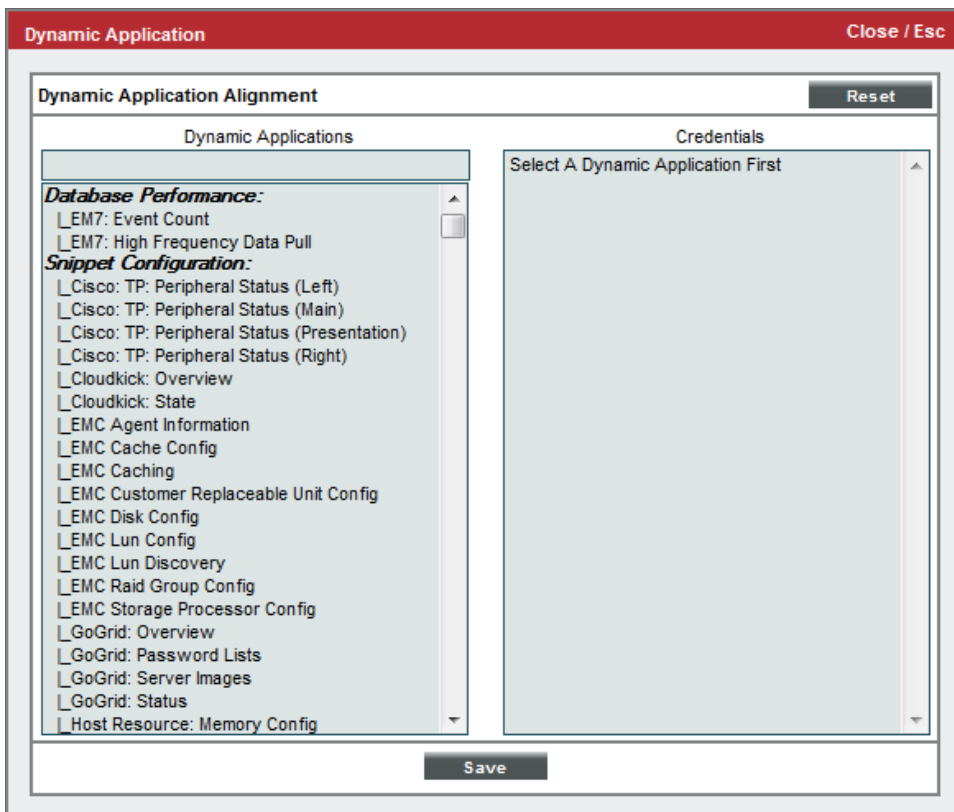 Dynamic Application
Close / Esc
Dynamic Application Alignment
Reset
Dynamic Applications
Credentials
Select A Dynamic Application First
Database Performance:
|_EM7: Event Count
|_EM7: High Frequency Data Pull
Snippet Configuration:
|_Cisco: TP: Peripheral Status (Left)
|_Cisco: TP: Peripheral Status (Main)
|_Cisco: TP: Peripheral Status (Presentation)
|_Cisco: TP: Peripheral Status (Right)
|_Cloudkick: Overview
|_Cloudkick: State
|_EMC Agent Information
|_EMC Cache Config
|_EMC Caching
|_EMC Customer Replaceable Unit Config
|_EMC Disk Config
|_EMC Lun Config
|_EMC Lun Discovery
|_EMC Raid Group Config
|_EMC Storage Processor Config
|_GoGrid: Overview
|_GoGrid: Password Lists
|_GoGrid: Server Images
|_GoGrid: Status
|_Host Resource: Memory Config
Save